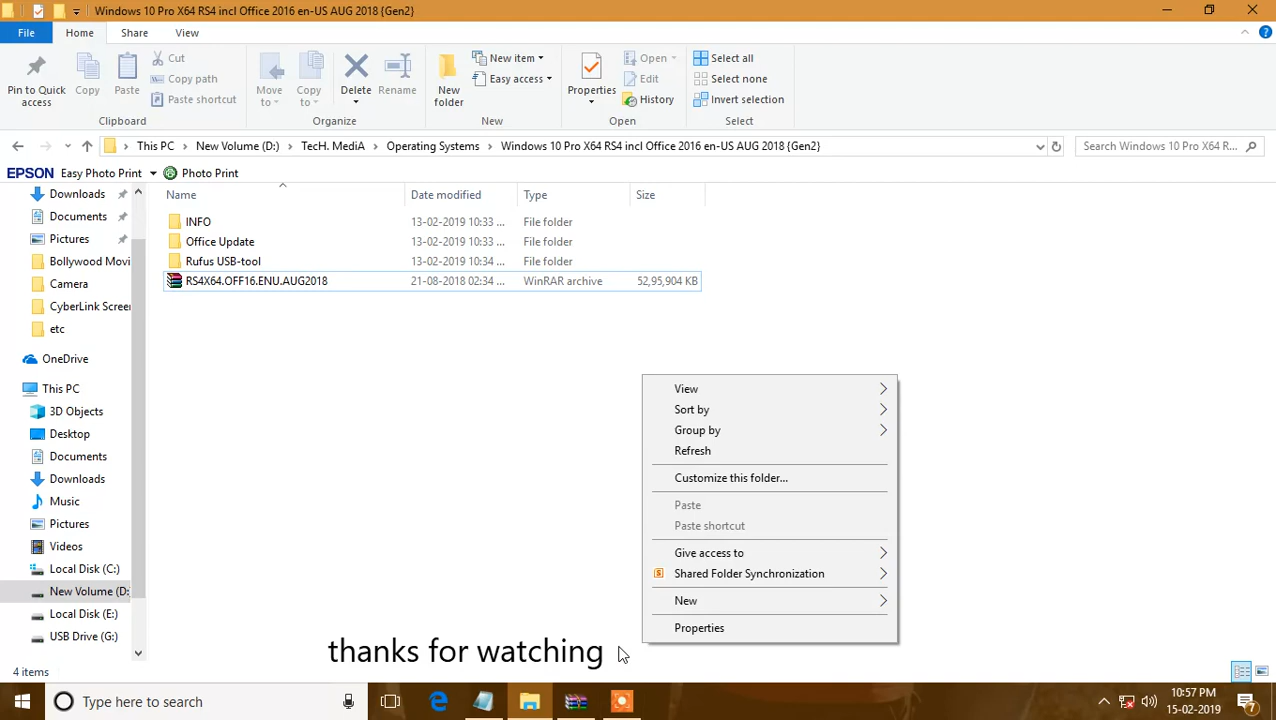 Windows 10 Pro X64 RS4 incl Office 2016 en-US AUG 2018 {Gen2}
File Home Share View
Pin to Quick access
Copy
Paste
Cut
Copy path
Paste shortcut
Clipboard
Move to
Copy to
Delete
Rename
Organize
New folder
New item
Easy access
New
Properties
Open
Edit
History
Open
Select all
Select none
Invert selection
Select
This PC > New Volume (D:) > TecH. MediA > Operating Systems > Windows 10 Pro X64 RS4 incl Office 2016 en-US AUG 2018 {Gen2}
Search Windows 10 Pro X64 R...
EPSON Easy Photo Print Photo Print
Downloads
Documents
Pictures
Bollywood Movi
Camera
CyberLink Screen
etc
OneDrive
This PC
3D Objects
Desktop
Documents
Downloads
Music
Pictures
Videos
Local Disk (C:)
New Volume (D:
Local Disk (E:)
USB Drive (G:)
Name Date modified Type Size
INFO 13-02-2019 10:33 ... File folder
Office Update 13-02-2019 10:33 ... File folder
Rufus USB-tool 13-02-2019 10:34 ... File folder
RS4X64.OFF16.ENU.AUG2018 21-08-2018 02:34 ... WinRAR archive 52,95,904 KB
View
Sort by
Group by
Refresh
Customize this folder...
Paste
Paste shortcut
Give access to
S
Shared Folder Synchronization
New
Properties
thanks for watching
4 items
Type here to search
10:57 PM
15-02-2019
7